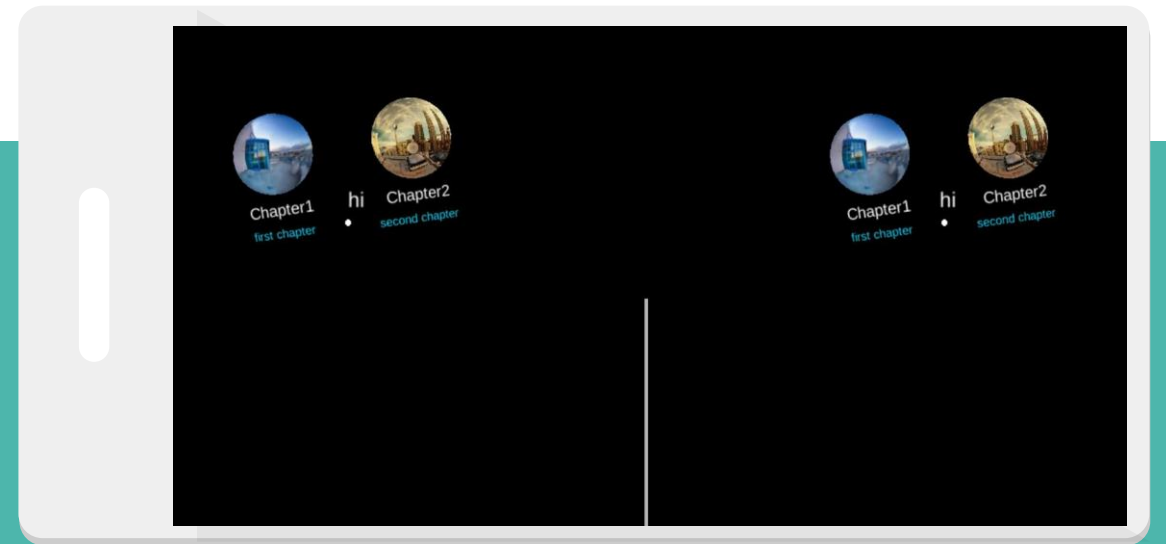 hi
Chapter1
first chapter
Chapter2
second chapter
hi
Chapter1
first chapter
Chapter2
second chapter